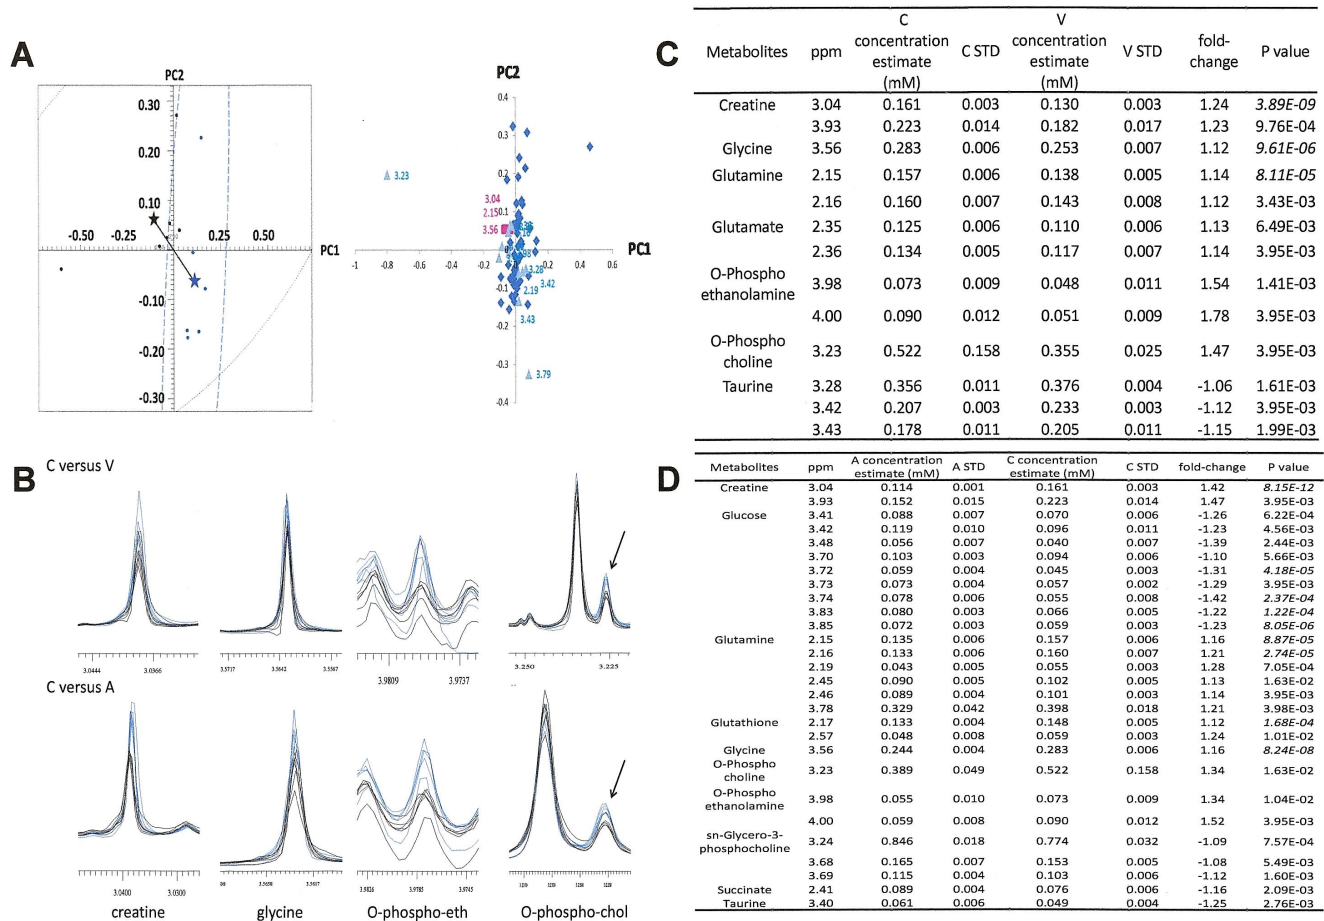 A
PC2
0.30
0.20
0.10
-0.50 -0.25 0.25 0.50
PC1
-0.10
-0.20
-0.30
PC2
0.4
0.3
0.2
0.1
0
-0.1
-0.2
-0.3
-0.4
-1 -0.8 -0.6 -0.4 -0.2 0 0.2 0.4 0.6
PC1
3.23
3.04
2.15
3.56
3.28
3.42
2.19
3.43
3.79
B
C versus V
3.0444 3.0366
3.5717 3.5642 3.5567
3.9809 3.9737
3.250 3.225
C versus A
3.0400 3.0300
3.9826 3.9785 3.9745
creatine glycine O-phospho-eth O-phospho-chol
C
Metabolites ppm C concentration estimate (mM) C STD V concentration estimate (mM) V STD fold-change P value
Creatine 3.04 0.161 0.003 0.130 0.003 1.24 3.89E-09
3.93 0.223 0.014 0.182 0.017 1.23 9.76E-04
Glycine 3.56 0.283 0.006 0.253 0.007 1.12 9.61E-06
Glutamine 2.15 0.157 0.006 0.138 0.005 1.14 8.11E-05
2.16 0.160 0.007 0.143 0.008 1.12 3.43E-03
Glutamate 2.35 0.125 0.006 0.110 0.006 1.13 6.49E-03
2.36 0.134 0.005 0.117 0.007 1.14 3.95E-03
O-Phospho ethanolamine 3.98 0.073 0.009 0.048 0.011 1.54 1.41E-03
4.00 0.090 0.012 0.051 0.009 1.78 3.95E-03
O-Phospho choline 3.23 0.522 0.158 0.355 0.025 1.47 3.95E-03
Taurine 3.28 0.356 0.011 0.376 0.004 -1.06 1.61E-03
3.42 0.207 0.003 0.233 0.003 -1.12 3.95E-03
3.43 0.178 0.011 0.205 0.011 -1.15 1.99E-03
D
Metabolites ppm A concentration estimate (mM) A STD C concentration estimate (mM) C STD fold-change P value
Creatine 3.04 0.114 0.001 0.161 0.003 1.42 8.15E-12
3.93 0.152 0.015 0.223 0.014 1.47 3.95E-03
Glucose 3.41 0.088 0.007 0.070 0.006 -1.26 6.22E-04
3.42 0.119 0.010 0.096 0.011 -1.23 4.56E-03
3.48 0.056 0.007 0.040 0.007 -1.39 2.44E-03
3.70 0.103 0.003 0.094 0.006 -1.10 5.66E-03
3.72 0.059 0.004 0.045 0.003 -1.31 4.18E-05
3.73 0.073 0.004 0.057 0.002 -1.29 3.95E-03
3.74 0.078 0.006 0.055 0.008 -1.42 2.37E-04
3.83 0.080 0.003 0.066 0.005 -1.22 1.22E-04
3.85 0.072 0.003 0.059 0.003 -1.23 8.05E-06
Glutamine 2.15 0.135 0.006 0.157 0.006 1.16 8.87E-05
2.16 0.133 0.006 0.160 0.007 1.21 2.74E-05
2.19 0.043 0.005 0.055 0.003 1.28 7.05E-04
2.45 0.090 0.005 0.102 0.005 1.13 1.63E-02
2.46 0.089 0.004 0.101 0.003 1.14 3.95E-03
3.78 0.329 0.042 0.398 0.018 1.21 3.98E-03
Glutathione 2.17 0.133 0.004 0.148 0.005 1.12 1.68E-04
2.57 0.048 0.008 0.059 0.003 1.24 1.01E-02
Glycine 3.56 0.244 0.004 0.283 0.006 1.16 8.24E-08
O-Phospho choline 3.23 0.389 0.049 0.522 0.158 1.34 1.63E-02
O-Phospho ethanolamine 3.98 0.055 0.010 0.073 0.009 1.34 1.04E-02
4.00 0.059 0.008 0.090 0.012 1.52 3.95E-03
sn-Glycero-3-phosphocholine 3.24 0.846 0.018 0.774 0.032 -1.09 7.57E-04
3.68 0.165 0.007 0.153 0.005 -1.08 5.49E-03
3.69 0.115 0.004 0.103 0.006 -1.12 1.60E-03
Succinate 2.41 0.089 0.004 0.076 0.006 -1.16 2.09E-03
Taurine 3.40 0.061 0.006 0.049 0.004 -1.25 2.76E-03